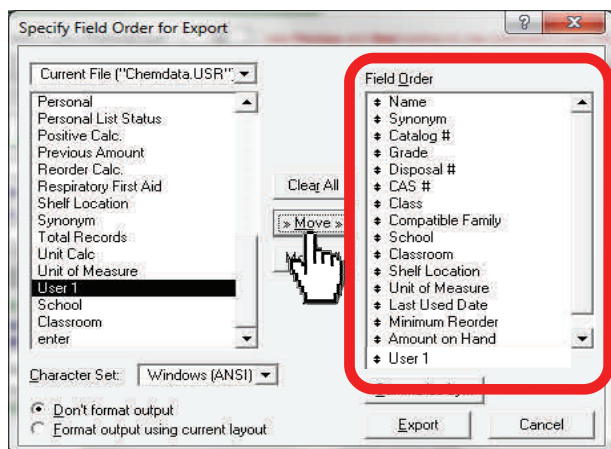 Specify Field Order for Export
Current File ("Chemdata.USR"
Personal
Personal List Status
Positive Calc.
Previous Amount
Reorder Calc.
Respiratory First Aid
Shelf Location
Synonym
Total Records
Unit Calc
Unit of Measure
User 1
School
Classroom
enter
Clear All
» Move »
Field Order
Name
Synonym
Catalog #
Grade
Disposal #
CAS #
Class
Compatible Family
School
Classroom
Shelf Location
Unit of Measure
Last Used Date
Minimum Reorder
Amount on Hand
User 1
Character Set: Windows (ANSI)
Don't format output
Format output using current layout
Export
Cancel